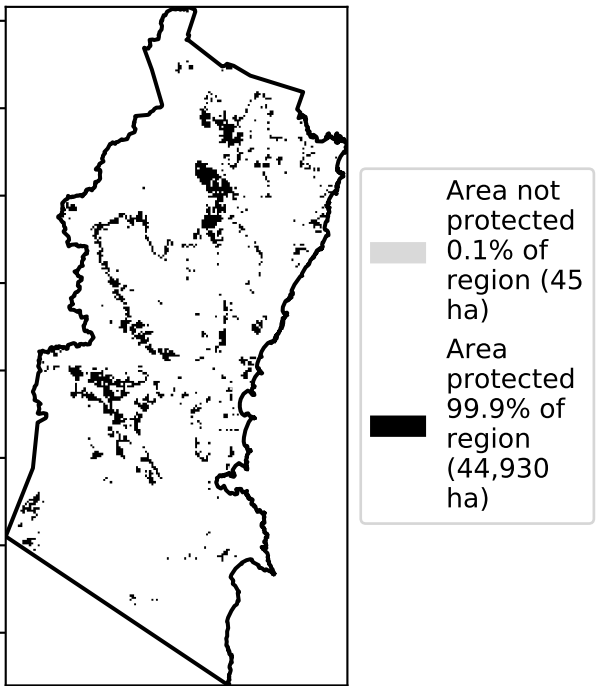 Area not
protected
0.1% of
region (45
ha)
Area
protected
99.9% of
region
(44,930
ha)